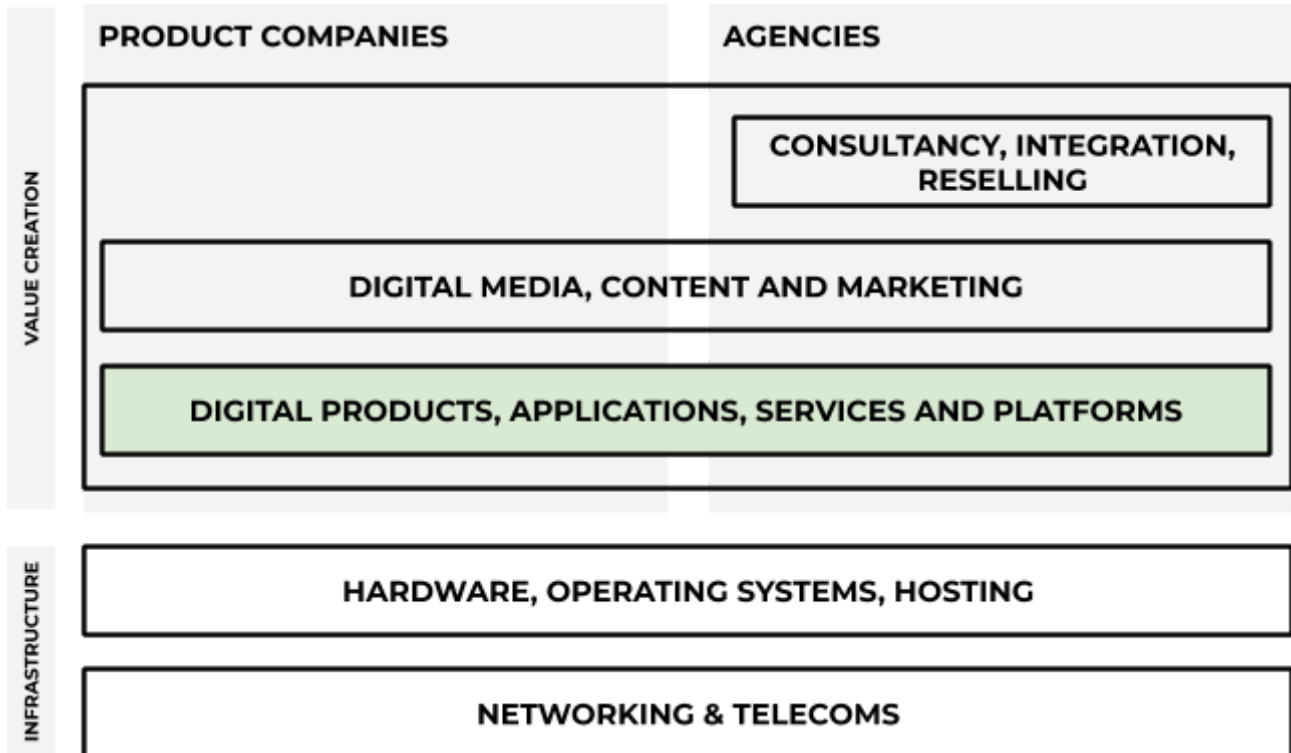 PRODUCT COMPANIES
AGENCIES
VALUE CREATION
CONSULTANCY, INTEGRATION,
RESELLING
DIGITAL MEDIA, CONTENT AND MARKETING
DIGITAL PRODUCTS, APPLICATIONS, SERVICES AND PLATFORMS
INFRASTRUCTURE
HARDWARE, OPERATING SYSTEMS, HOSTING
NETWORKING & TELECOMS